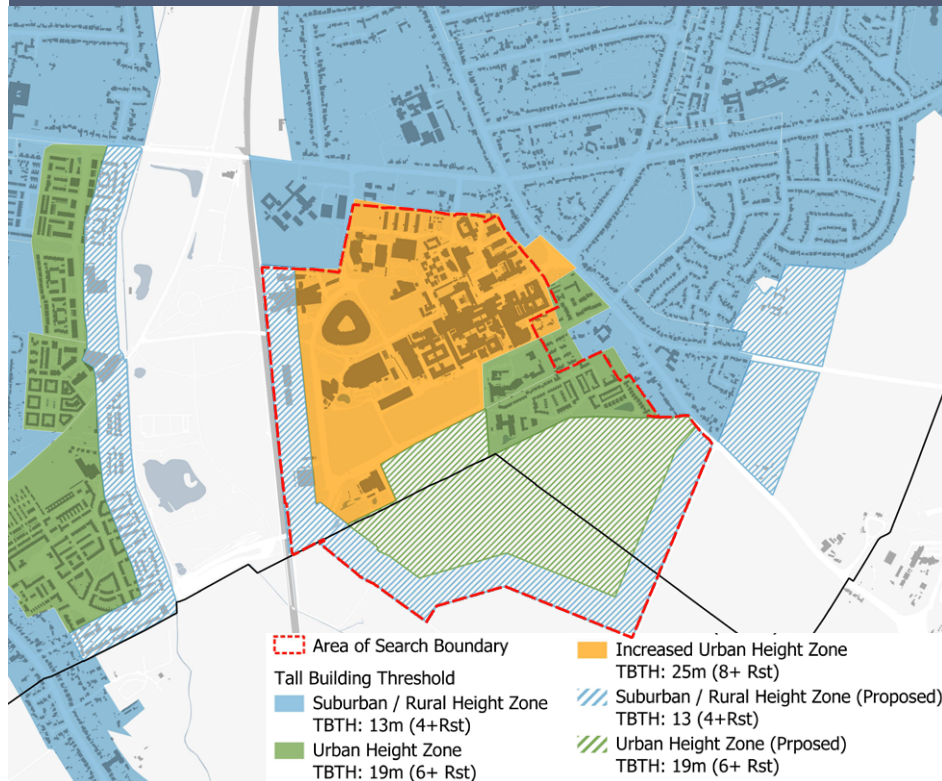 Area of Search Boundary
Tall Building Threshold
Suburban / Rural Height Zone
TBTH: 13m (4+Rst)
Urban Height Zone
TBTH: 19m (6+ Rst)
Increased Urban Height Zone
TBTH: 25m (8+ Rst)
Suburban / Rural Height Zone (Proposed)
TBTH: 13 (4+Rst)
Urban Height Zone (Prposed)
TBTH: 19m (6+ Rst)